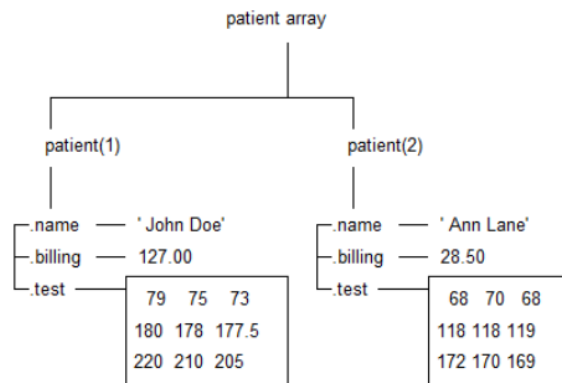 patient array
patient(1) patient(2)
.name ' John Doe' .name ' Ann Lane'
.billing 127.00 .billing 28.50
.test .test
79 75 73 68 70 68
180 178 177.5 118 118 119
220 210 205 172 170 169